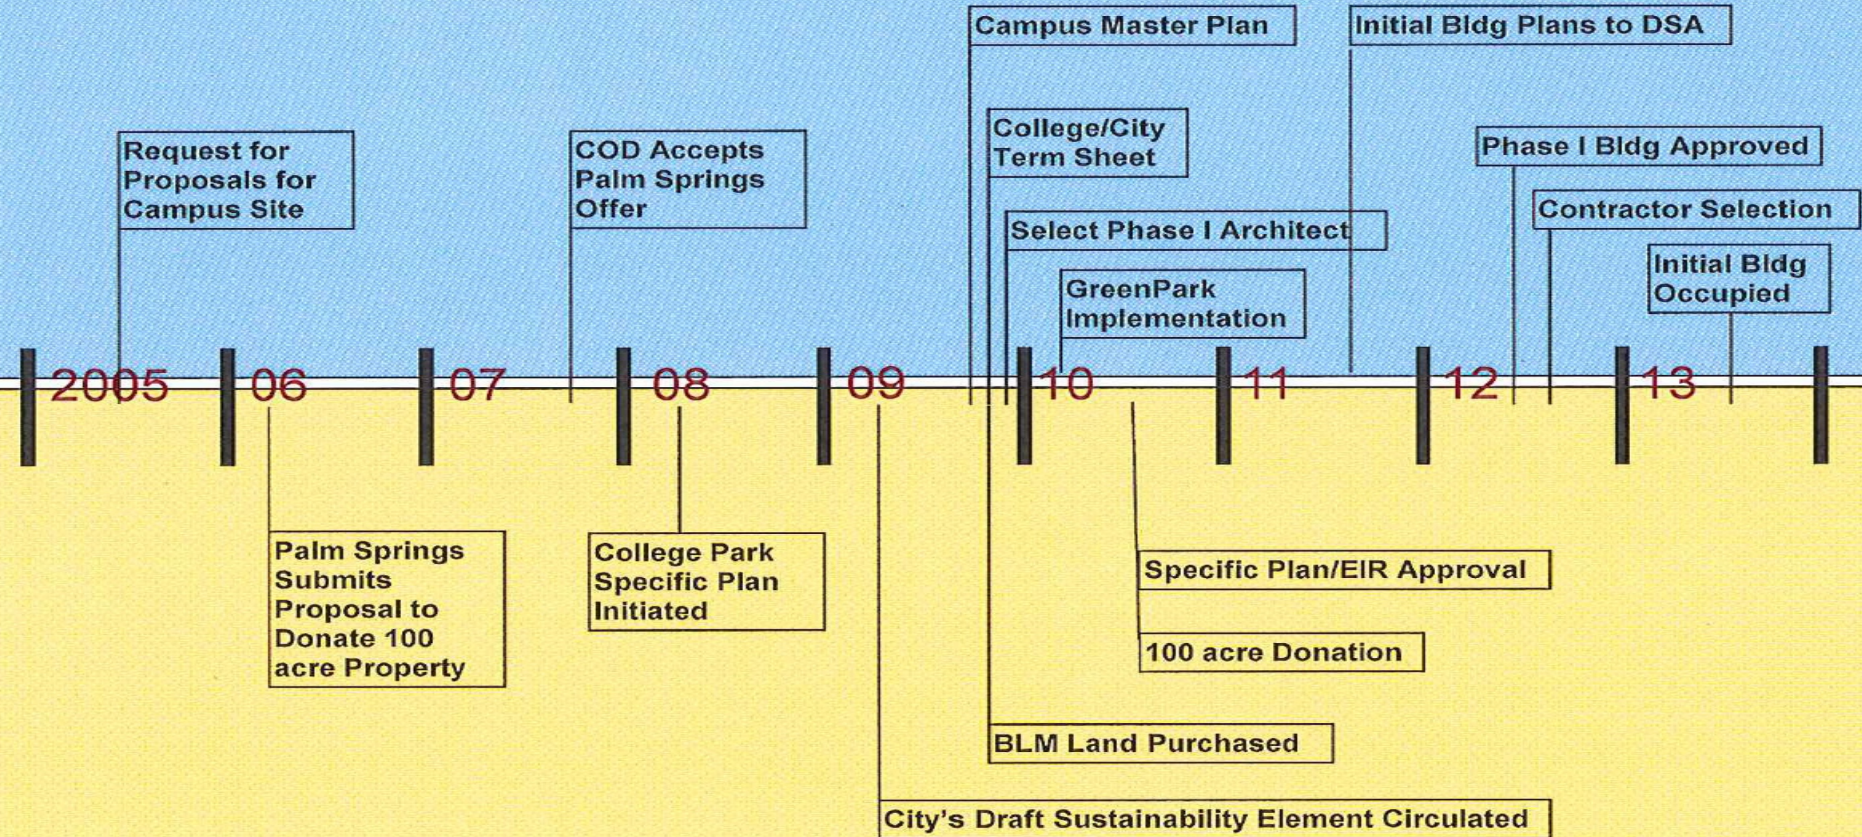 Campus Master Plan
Initial Bldg Plans to DSA
Request for
Proposals for
Campus Site
COD Accepts
Palm Springs
Offer
College/City
Term Sheet
Phase I Bldg Approved
Contractor Selection
Select Phase I Architect
Initial Bldg
Occupied
GreenPark
Implementation
2005 06 07 08 09 10 11 12 13
Palm Springs
Submits
Proposal to
Donate 100
acre Property
College Park
Specific Plan
Initiated
Specific Plan/EIR Approval
100 acre Donation
BLM Land Purchased
City's Draft Sustainability Element Circulated